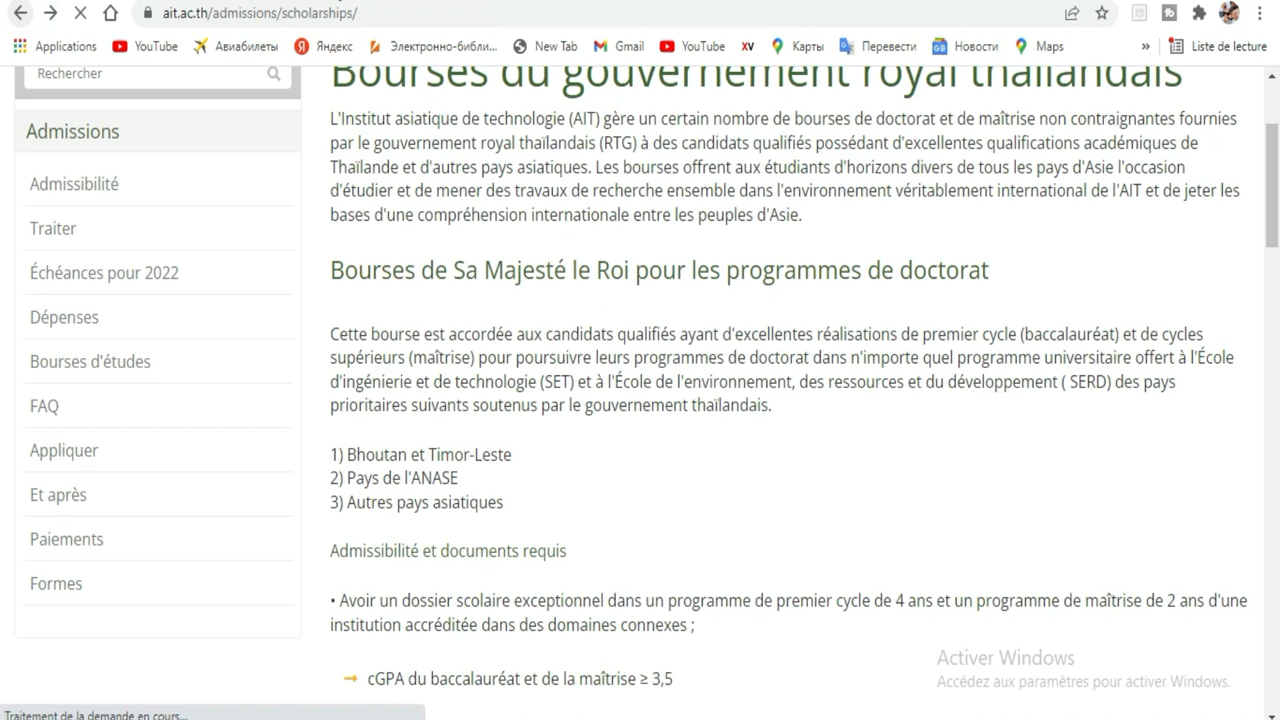 ait.ac.th/admissions/scholarships/
Applications YouTube Авиабилеты Яндекс Электронно-библи... New Tab Gmail YouTube XV Карты Перевести Новости Maps » Liste de lecture
Rechercher
Admissions
Admissibilité
Traiter
Échéances pour 2022
Dépenses
Bourses d'études
FAQ
Appliquer
Et après
Paiements
Formes
Bourses du gouvernement royal thaïlandais
L'Institut asiatique de technologie (AIT) gère un certain nombre de bourses de doctorat et de maîtrise non contraignantes fournies
par le gouvernement royal thaïlandais (RTG) à des candidats qualifiés possédant d'excellentes qualifications académiques de
Thaïlande et d'autres pays asiatiques. Les bourses offrent aux étudiants d'horizons divers de tous les pays d'Asie l'occasion
d'étudier et de mener des travaux de recherche ensemble dans l'environnement véritablement international de l'AIT et de jeter les
bases d'une compréhension internationale entre les peuples d'Asie.
Bourses de Sa Majesté le Roi pour les programmes de doctorat
Cette bourse est accordée aux candidats qualifiés ayant d'excellentes réalisations de premier cycle (baccalauréat) et de cycles
supérieurs (maîtrise) pour poursuivre leurs programmes de doctorat dans n'importe quel programme universitaire offert à l'École
d'ingénierie et de technologie (SET) et à l'École de l'environnement, des ressources et du développement ( SERD) des pays
prioritaires suivants soutenus par le gouvernement thaïlandais.
1) Bhoutan et Timor-Leste
2) Pays de l'ANASE
3) Autres pays asiatiques
Admissibilité et documents requis
• Avoir un dossier scolaire exceptionnel dans un programme de premier cycle de 4 ans et un programme de maîtrise de 2 ans d'une
institution accréditée dans des domaines connexes ;
→ cGPA du baccalauréat et de la maîtrise ≥ 3,5
Activer Windows
Accédez aux paramètres pour activer Windows.
Traitement de la demande en cours...